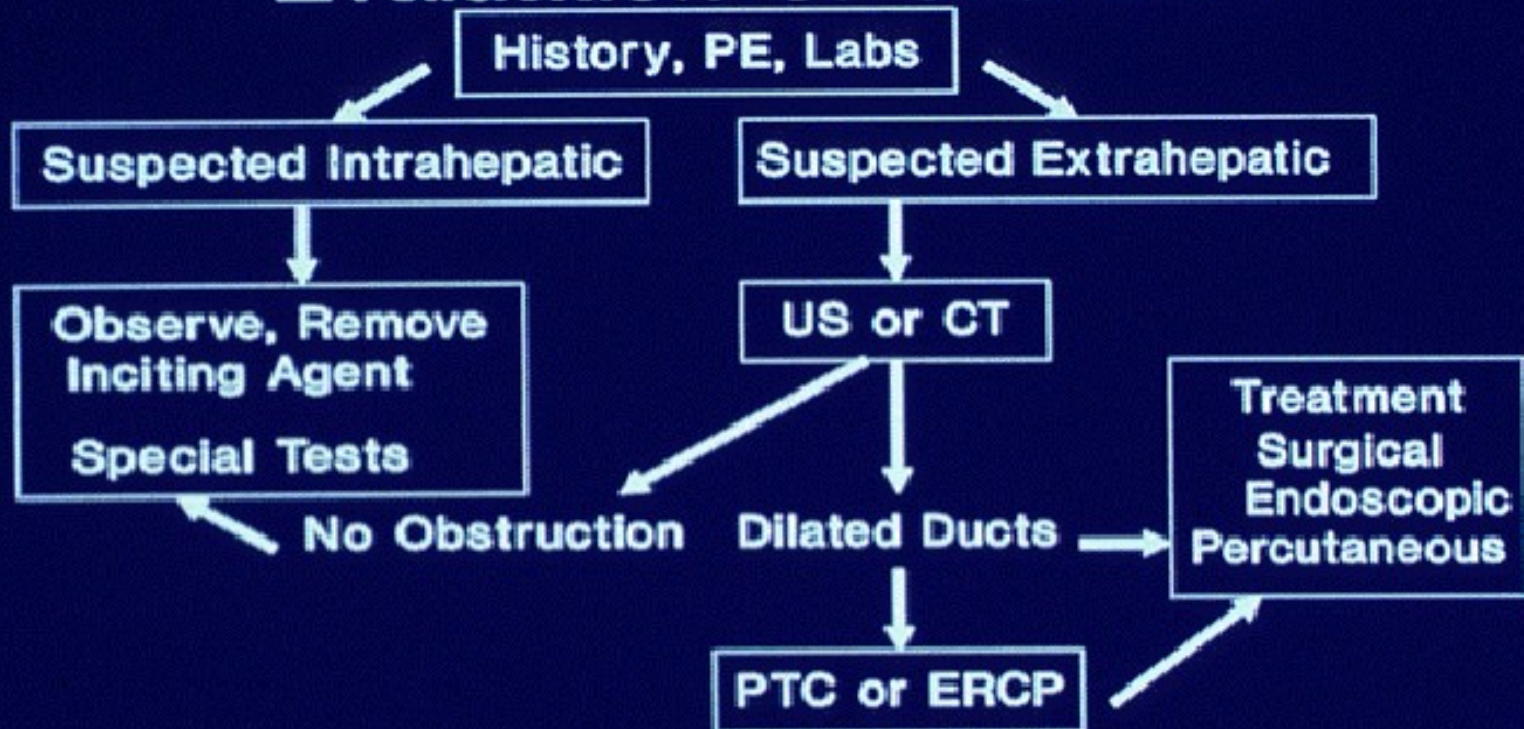 History, PE, Labs
Suspected Intrahepatic
Suspected Extrahepatic
Observe, Remove
Inciting Agent
Special Tests
US or CT
No Obstruction
Dilated Ducts
Treatment
Surgical
Endoscopic
Percutaneous
PTC or ERCP